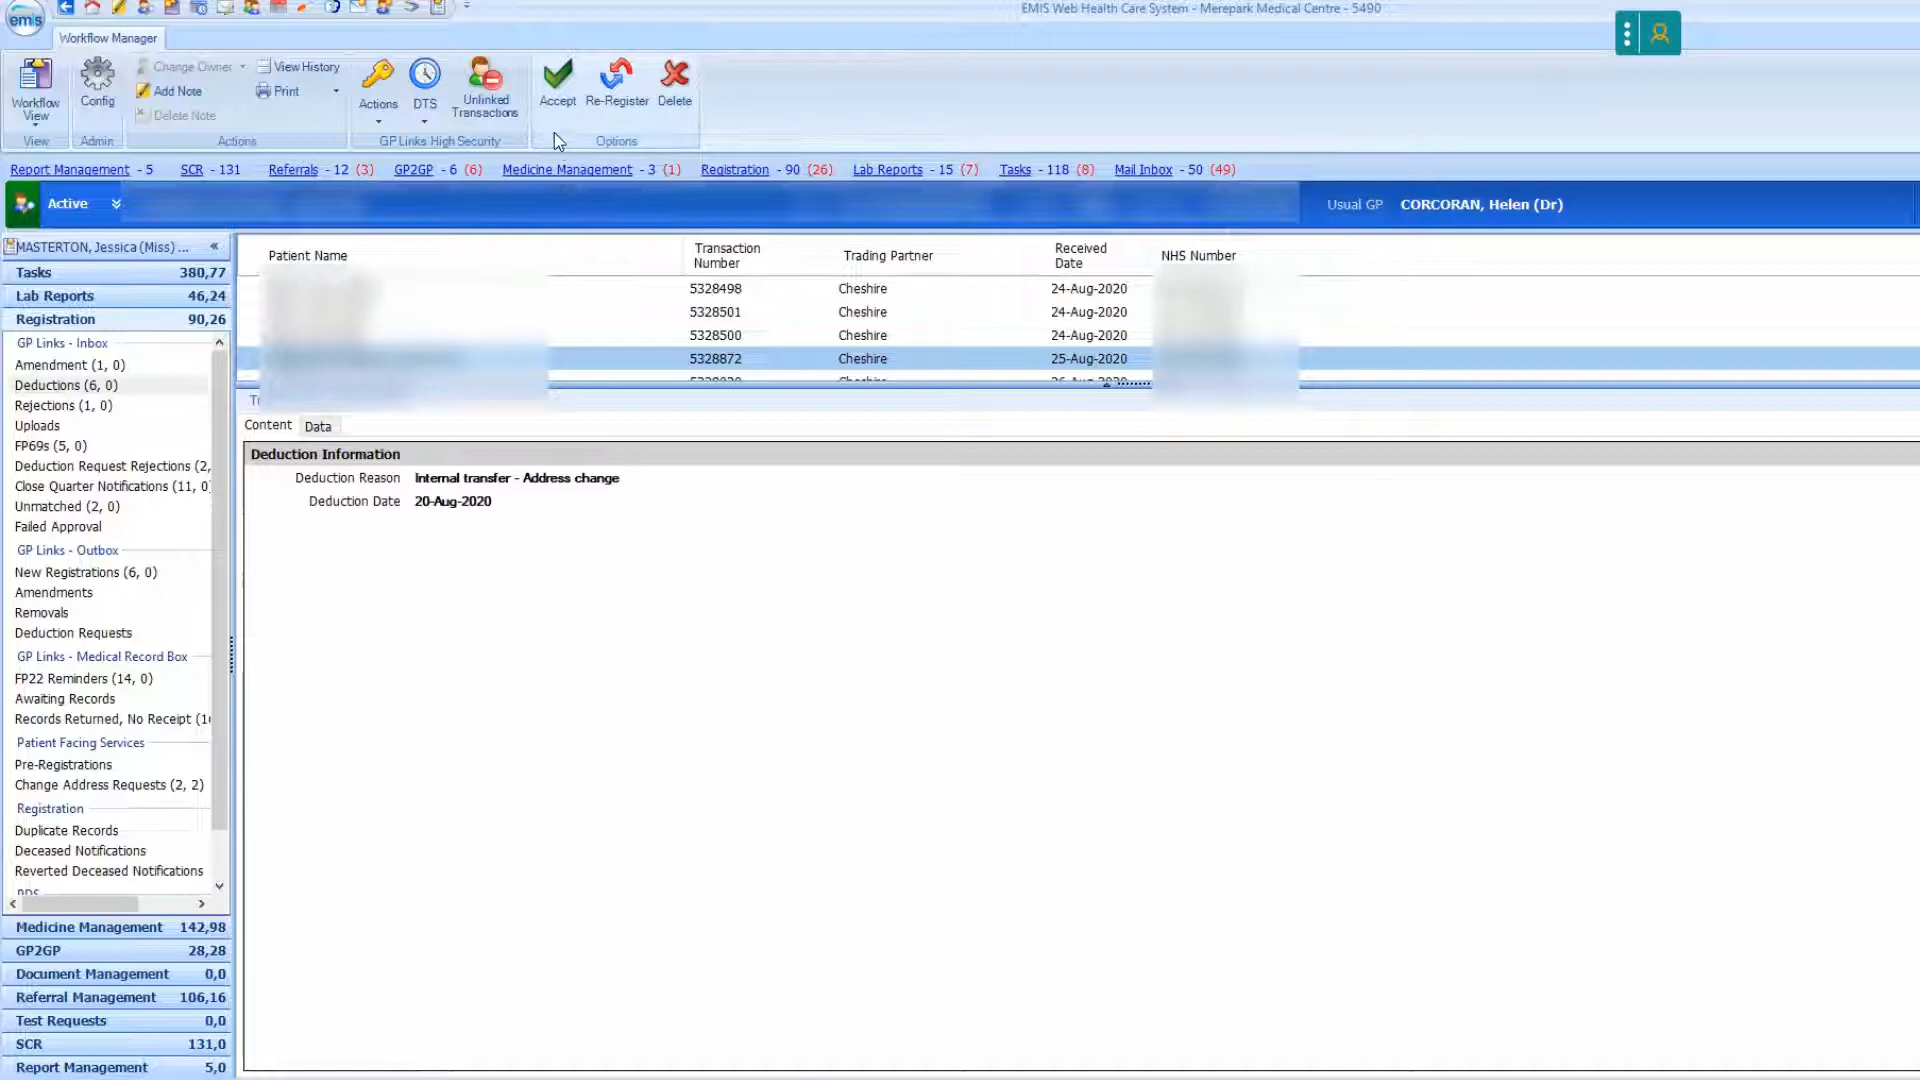 emis
EMIS Web Health Care System - Merepark Medical Centre - 5490
Workflow Manager
Workflow View
Config
Change Owner
Add Note
Delete Note
View History
Print
Actions
DTS
Unlinked Transactions
Accept
Re-Register
Delete
View
Admin
Actions
GP Links High Security
Options
Report Management - 5 SCR - 131 Referrals - 12 (3) GP2GP - 6 (6) Medicine Management - 3 (1) Registration - 90 (26) Lab Reports - 15 (7) Tasks - 118 (8) Mail Inbox - 50 (49)
Active
Usual GP CORCORAN, Helen (Dr)
MASTERTON, Jessica (Miss) ...
Tasks 380,77
Lab Reports 46,24
Registration 90,26
GP Links - Inbox
Amendment (1, 0)
Deductions (6, 0)
Rejections (1, 0)
Uploads
FP69s (5, 0)
Deduction Request Rejections (2,
Close Quarter Notifications (11, 0
Unmatched (2, 0)
Failed Approval
GP Links - Outbox
New Registrations (6, 0)
Amendments
Removals
Deduction Requests
GP Links - Medical Record Box
FP22 Reminders (14, 0)
Awaiting Records
Records Returned, No Receipt (1
Patient Facing Services
Pre-Registrations
Change Address Requests (2, 2)
Registration
Duplicate Records
Deceased Notifications
Reverted Deceased Notifications
PDS
Medicine Management 142,98
GP2GP 28,28
Document Management 0,0
Referral Management 106,16
Test Requests 0,0
SCR 131,0
Report Management 5,0
Patient Name Transaction Number Trading Partner Received Date NHS Number
5328498 Cheshire 24-Aug-2020
5328501 Cheshire 24-Aug-2020
5328500 Cheshire 24-Aug-2020
5328872 Cheshire 25-Aug-2020
Content Data
Deduction Information
Deduction Reason Internal transfer - Address change
Deduction Date 20-Aug-2020